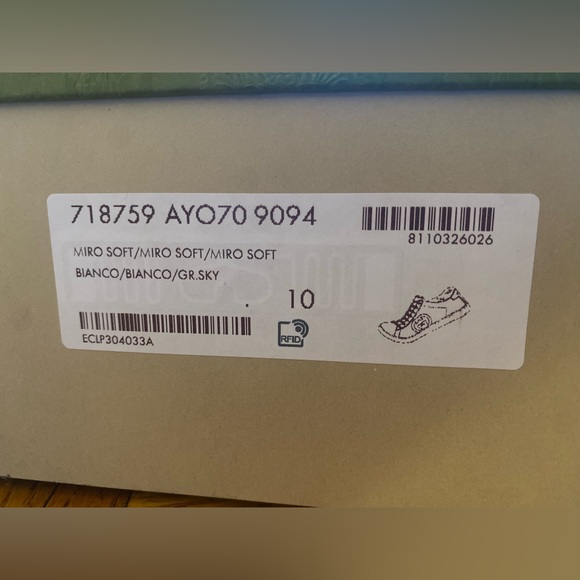 718759 AYO70 9094
8110326026
MIRO SOFT/MIRO SOFT/MIRO SOFT
BIANCO/BIANCO/GR.SKY
. 10
ECLP304033A
RFID